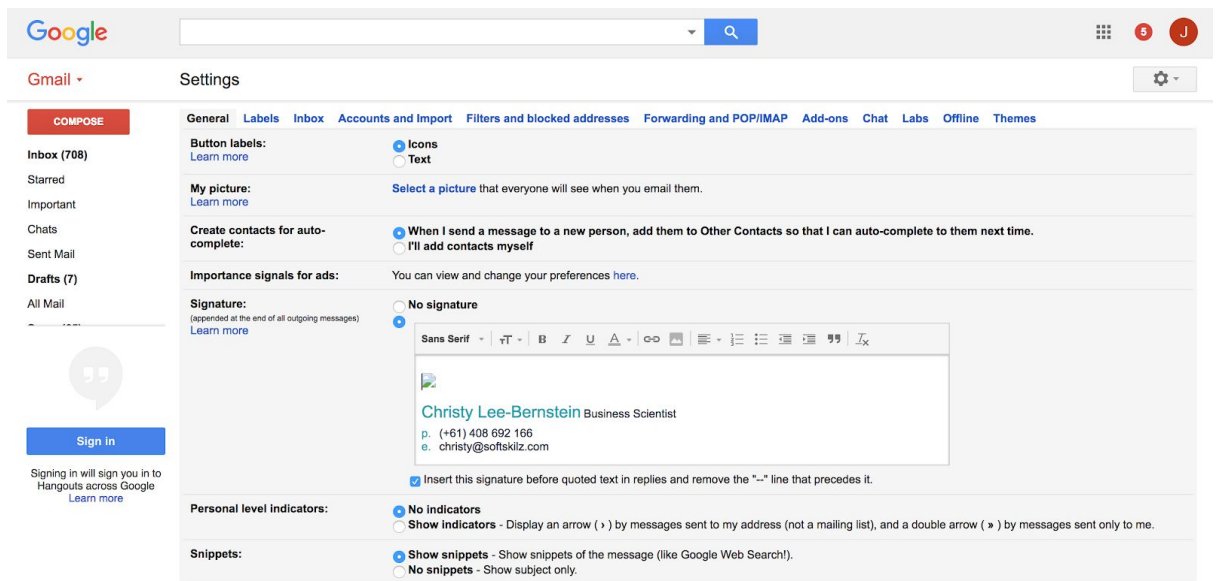 Google
5
J
Gmail
Settings
COMPOSE
General Labels Inbox Accounts and Import Filters and blocked addresses Forwarding and POP/IMAP Add-ons Chat Labs Offline Themes
Inbox (708)
Starred
Important
Chats
Sent Mail
Drafts (7)
All Mail
Sign in
Signing in will sign you in to
Hangouts across Google
Learn more
Button labels:
Learn more
Icons
Text
My picture:
Learn more
Select a picture that everyone will see when you email them.
Create contacts for auto-
complete:
When I send a message to a new person, add them to Other Contacts so that I can auto-complete to them next time.
I'll add contacts myself
Importance signals for ads:
You can view and change your preferences here.
Signature:
(appended at the end of all outgoing messages)
Learn more
No signature
Sans Serif
Christy Lee-Bernstein Business Scientist
p. (+61) 408 692 166
e. christy@softskilz.com
Insert this signature before quoted text in replies and remove the "--" line that precedes it.
Personal level indicators:
No indicators
Show indicators - Display an arrow ( › ) by messages sent to my address (not a mailing list), and a double arrow ( » ) by messages sent only to me.
Snippets:
Show snippets - Show snippets of the message (like Google Web Search!).
No snippets - Show subject only.